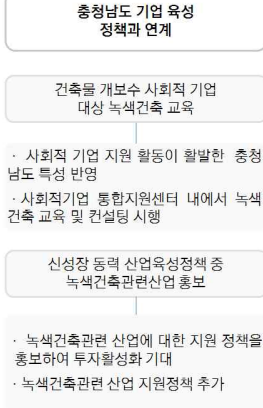 충청남도 기업 육성
정책과 연계
건축물 개보수 사회적 기업
대상 녹색건축 교육
· 사회적 기업 지원 활동이 활발한 충청
남도 특성 반영
· 사회적기업 통합지원센터 내에서 녹색
건축 교육 및 컨설팅 시행
신성장 동력 산업육성정책 중
녹색건축관련산업 홍보
· 녹색건축관련 산업에 대한 지원 정책을
홍보하여 투자활성화 기대
· 녹색건축관련 산업 지원정책 추가